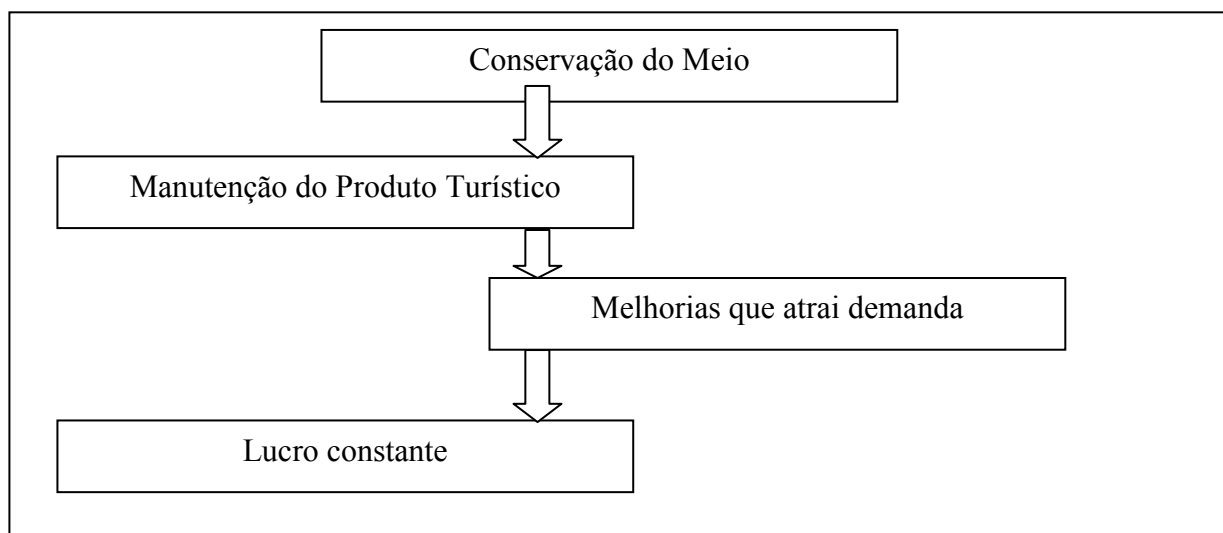 Conservação do Meio
Manutenção do Produto Turístico
Melhorias que atrai demanda
Lucro constante